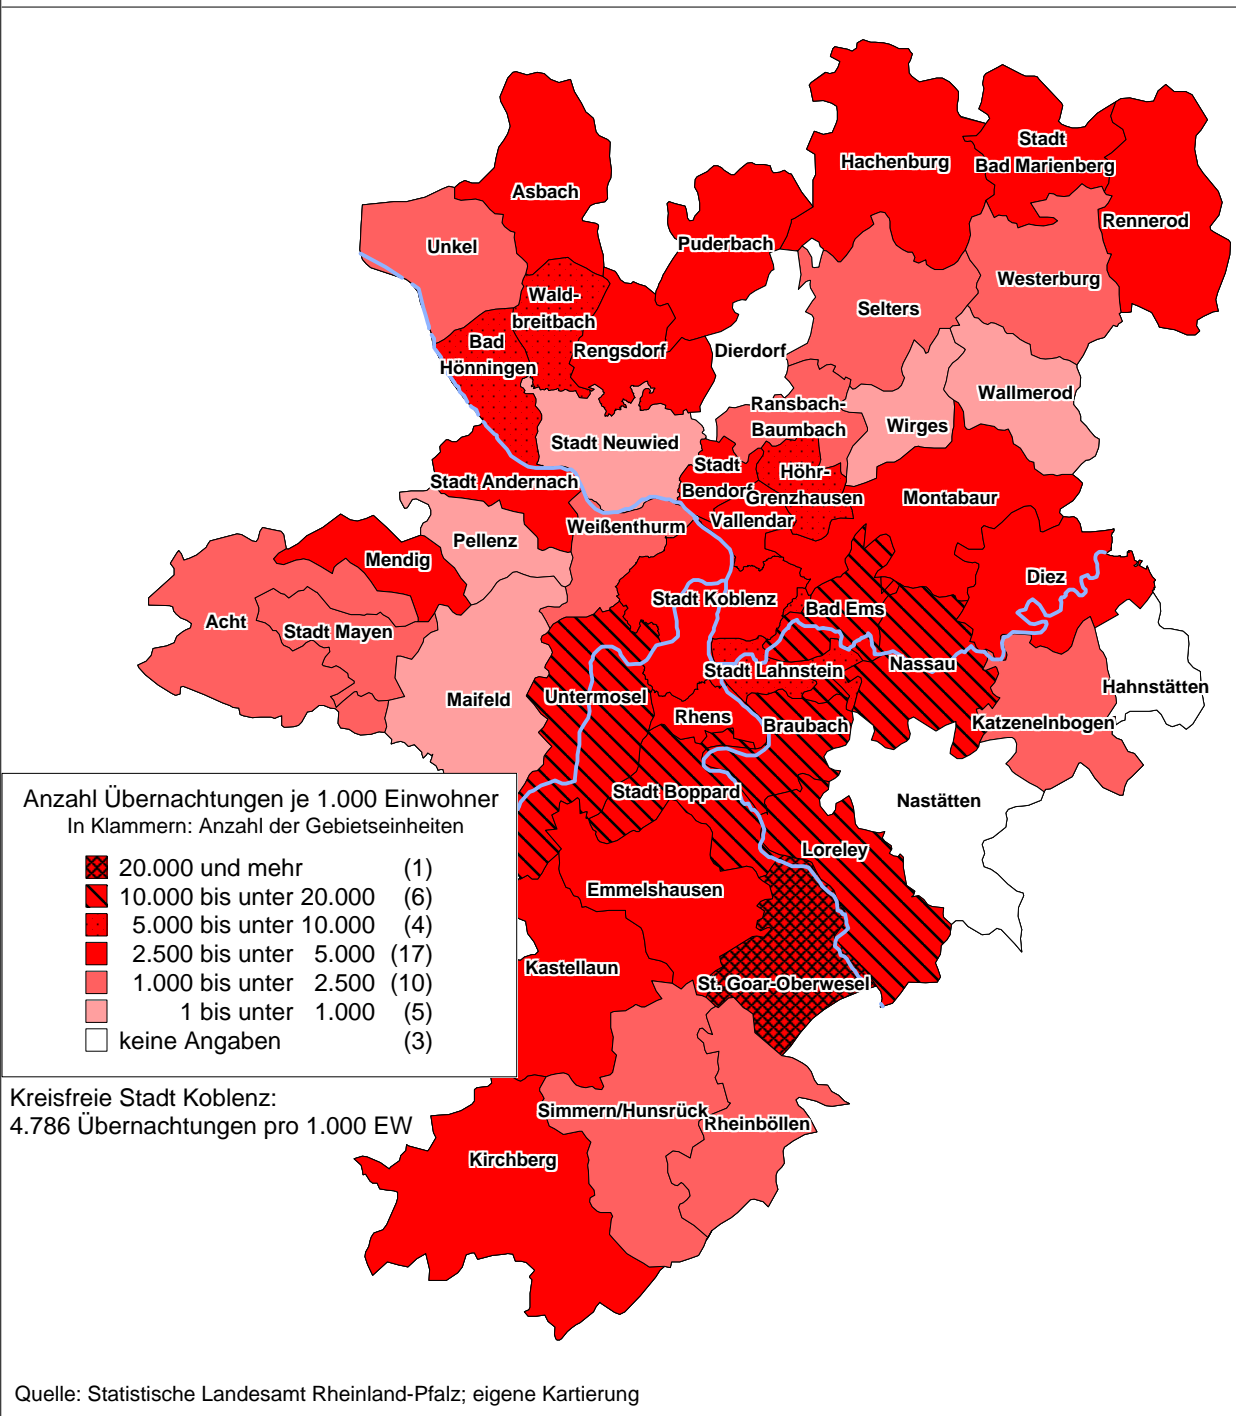 Hachenburg
Stadt
Bad Marienberg
Asbach
Rennerod
Unkel
Puderbach
Westerburg
Wald-
breitbach
Selters
Bad
Hönningen
Rengsdorf
Dierdorf
Wallmerod
Ransbach-
Baumbach
Wirges
Stadt Neuwied
Stadt
Bendorf
Höhr-
Grenzhausen
Stadt Andernach
Montabaur
Vallendar
Weißenthurm
Pellenz
Mendig
Diez
Stadt Koblenz
Bad Ems
Acht
Stadt Mayen
Nassau
Stadt Lahnstein
Hahnstätten
Untermosel
Maifeld
Rhens
Braubach
Katzenelnbogen
Stadt Boppard
Nastätten
Loreley
Emmelshausen
Kastellaun
St. Goar-Oberwesel
Simmern/Hunsrück
Rheinböllen
Kirchberg
Anzahl Übernachtungen je 1.000 Einwohner
In Klammern: Anzahl der Gebietseinheiten
20.000 und mehr (1)
10.000 bis unter 20.000 (6)
5.000 bis unter 10.000 (4)
2.500 bis unter 5.000 (17)
1.000 bis unter 2.500 (10)
1 bis unter 1.000 (5)
keine Angaben (3)
Kreisfreie Stadt Koblenz:
4.786 Übernachtungen pro 1.000 EW
Quelle: Statistische Landesamt Rheinland-Pfalz; eigene Kartierung